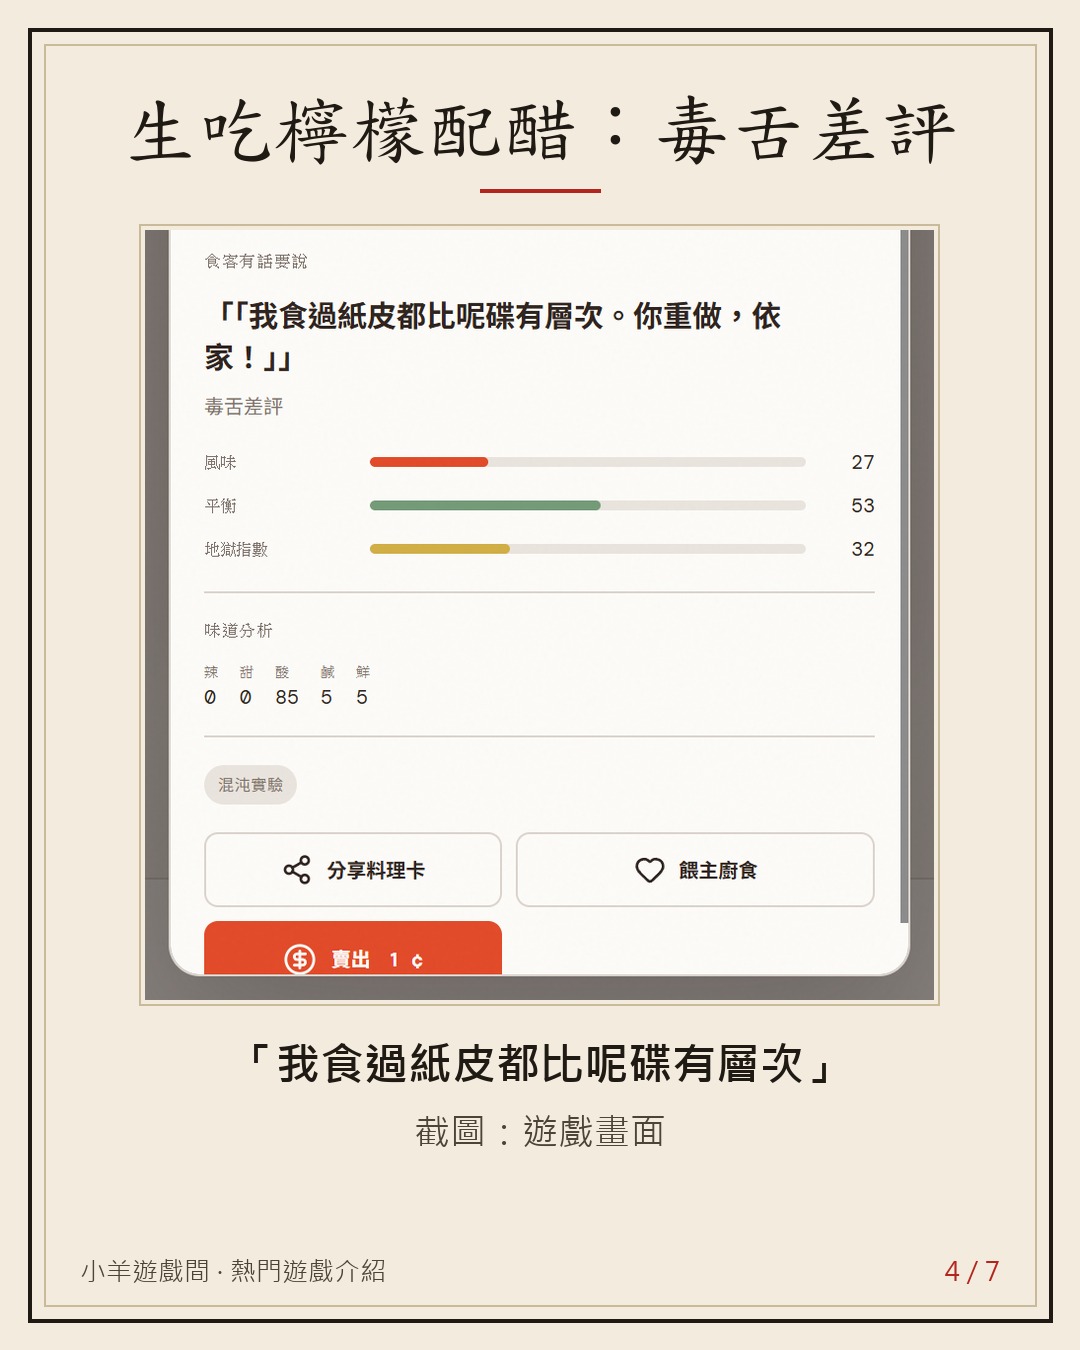 生吃檸檬配醋：毒舌差評
食客有話要說
「「我食過紙皮都比呢碟有層次。你重做，依
家！」」
毒舌差評
風味 27
平衡 53
地獄指數 32
味道分析
辣 甜 酸 鹹 鮮
0 0 85 5 5
混沌實驗
分享料理卡 餵主廚食
賣出 1 ¢
「我食過紙皮都比呢碟有層次」
截圖：遊戲畫面
小羊遊戲間 · 熱門遊戲介紹 4 / 7